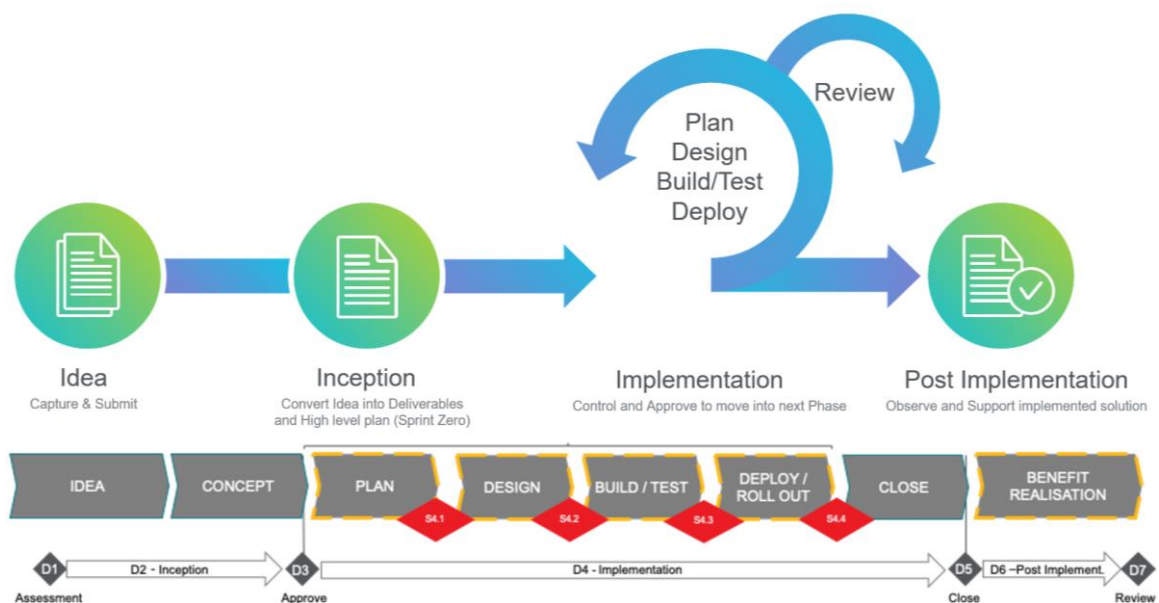 Review
Plan
Design
Build/Test
Deploy
Idea
Capture & Submit
Inception
Convert Idea into Deliverables
and High level plan (Sprint Zero)
Implementation
Control and Approve to move into next Phase
Post Implementation
Observe and Support implemented solution
IDEA
CONCEPT
PLAN
DESIGN
BUILD / TEST
DEPLOY /
ROLL OUT
CLOSE
BENEFIT
REALISATION
S4.1
S4.2
S4.3
S4.4
D1
D2 - Inception
D3
D4 - Implementation
D5
D6 –Post Implement.
D7
Assessment
Approve
Close
Review